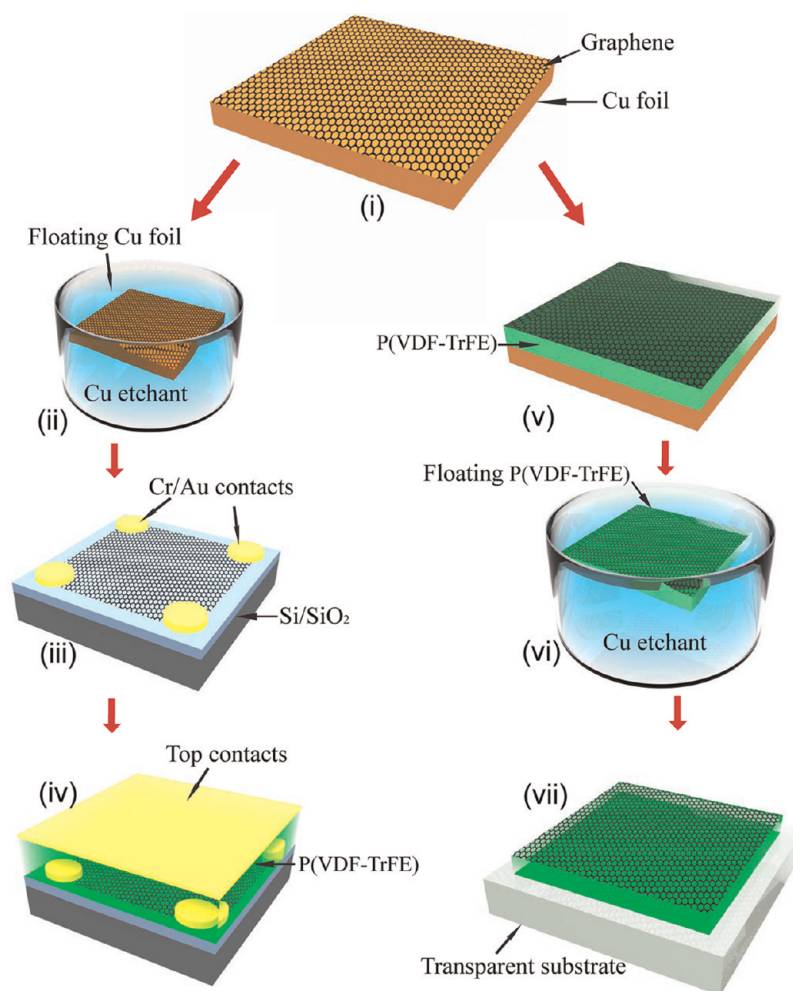 Graphene
Cu foil
(i)
Floating Cu foil
Cu etchant
(ii)
P(VDF-TrFE)
(v)
Cr/Au contacts
Si/SiO₂
(iii)
Floating P(VDF-TrFE)
Cu etchant
(vi)
Top contacts
(iv)
P(VDF-TrFE)
(vii)
Transparent substrate